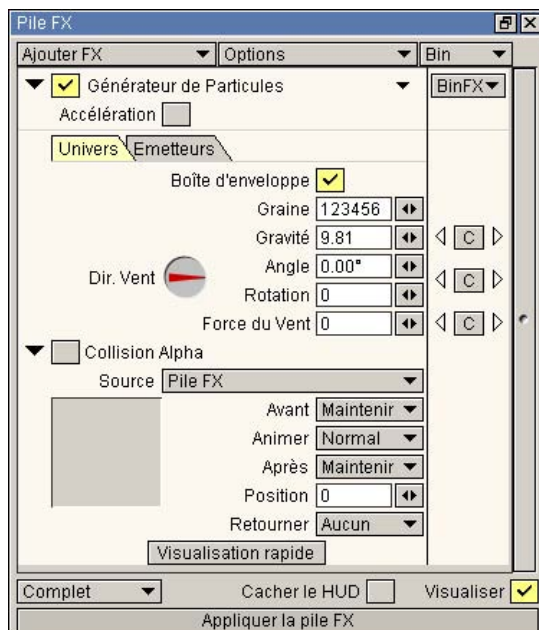 Pile FX
Ajouter FX Options Bin
Générateur de Particules BinFX
Accélération
Univers Emetteurs
Boîte d'enveloppe
Graine 123456
Gravité 9.81 C
Dir. Vent Angle 0.00° C
Rotation 0
Force du Vent 0 C
Collision Alpha
Source Pile FX
Avant Maintenir
Animer Normal
Après Maintenir
Position 0
Retourner Aucun
Visualisation rapide
Complet Cacher le HUD Visualiser
Appliquer la pile FX